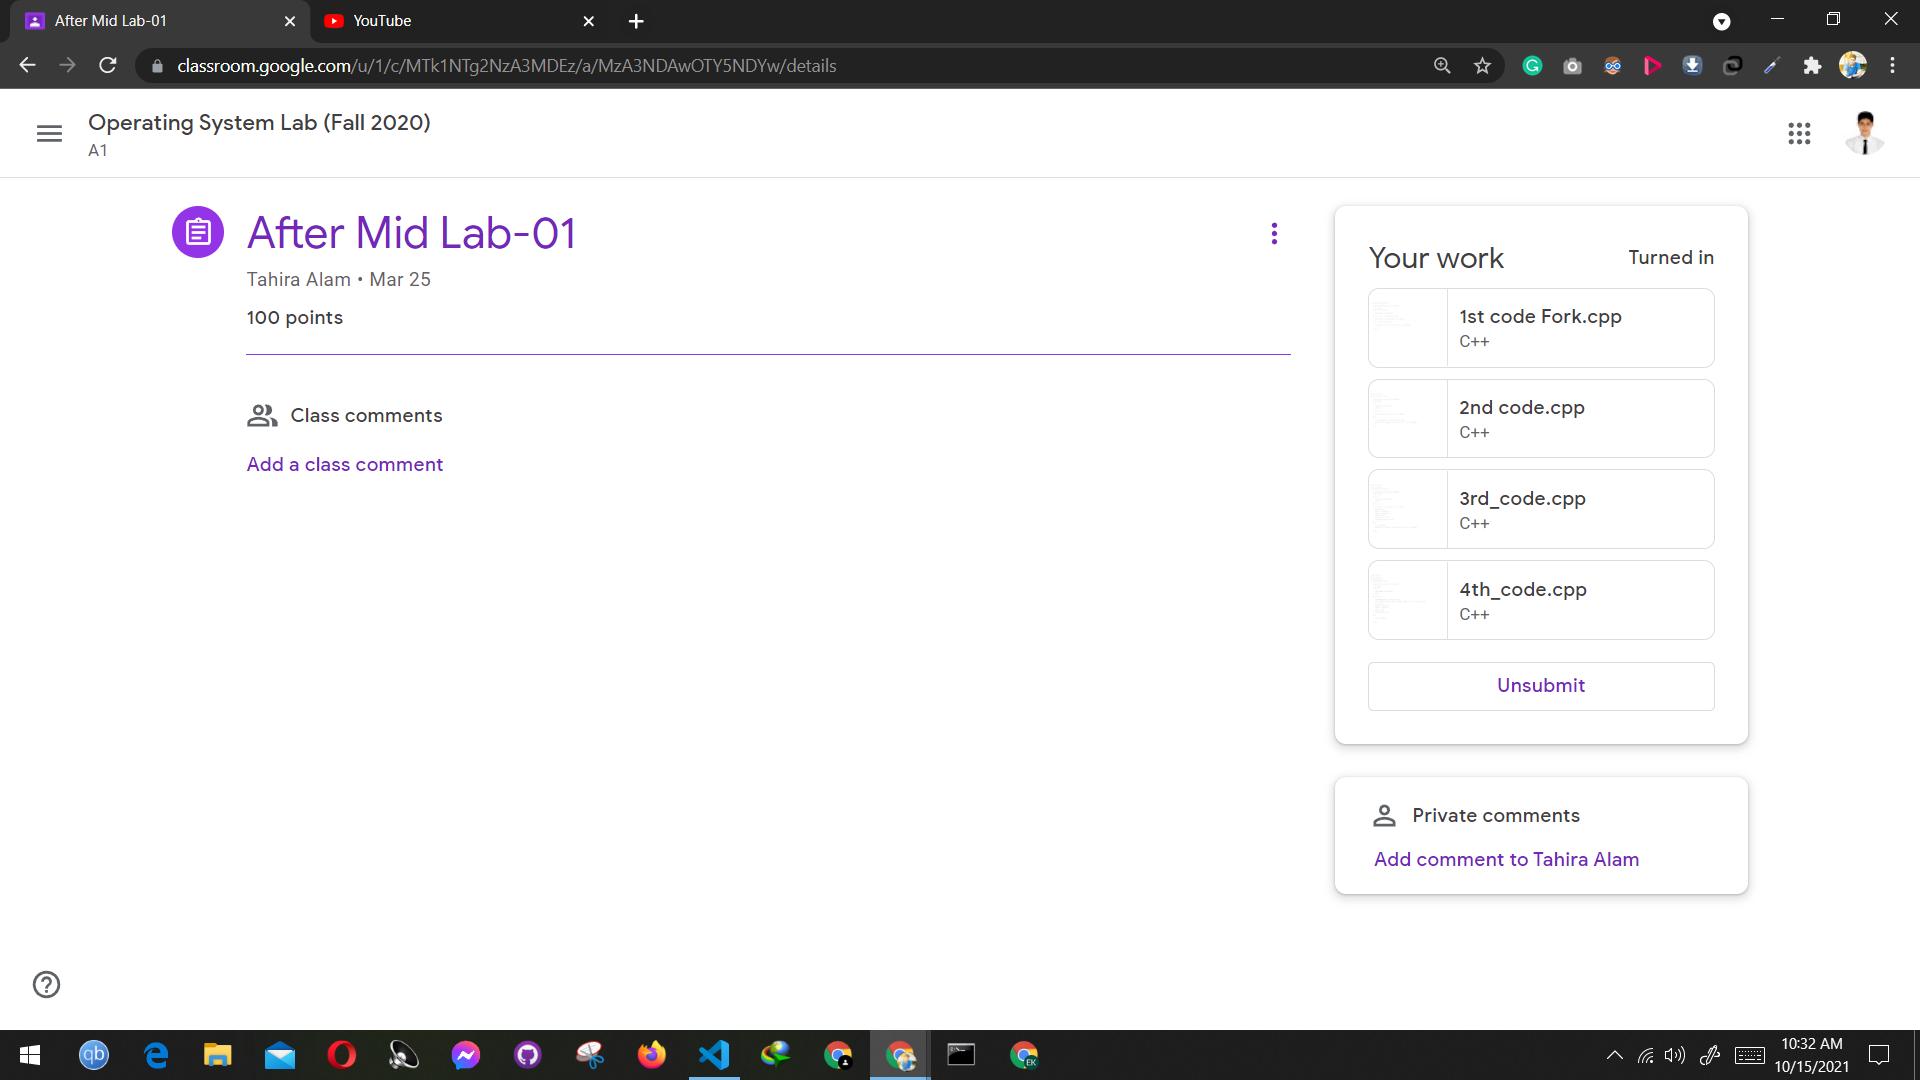 After Mid Lab-01
YouTube
classroom.google.com/u/1/c/MTk1NTg2NzA3MDEz/a/MzA3NDAwOTY5NDYw/details
Operating System Lab (Fall 2020)
A1
After Mid Lab-01
Tahira Alam • Mar 25
100 points
Class comments
Add a class comment
Your work
Turned in
1st code Fork.cpp
C++
2nd code.cpp
C++
3rd_code.cpp
C++
4th_code.cpp
C++
Unsubmit
Private comments
Add comment to Tahira Alam
qb
EK
10:32 AM
10/15/2021